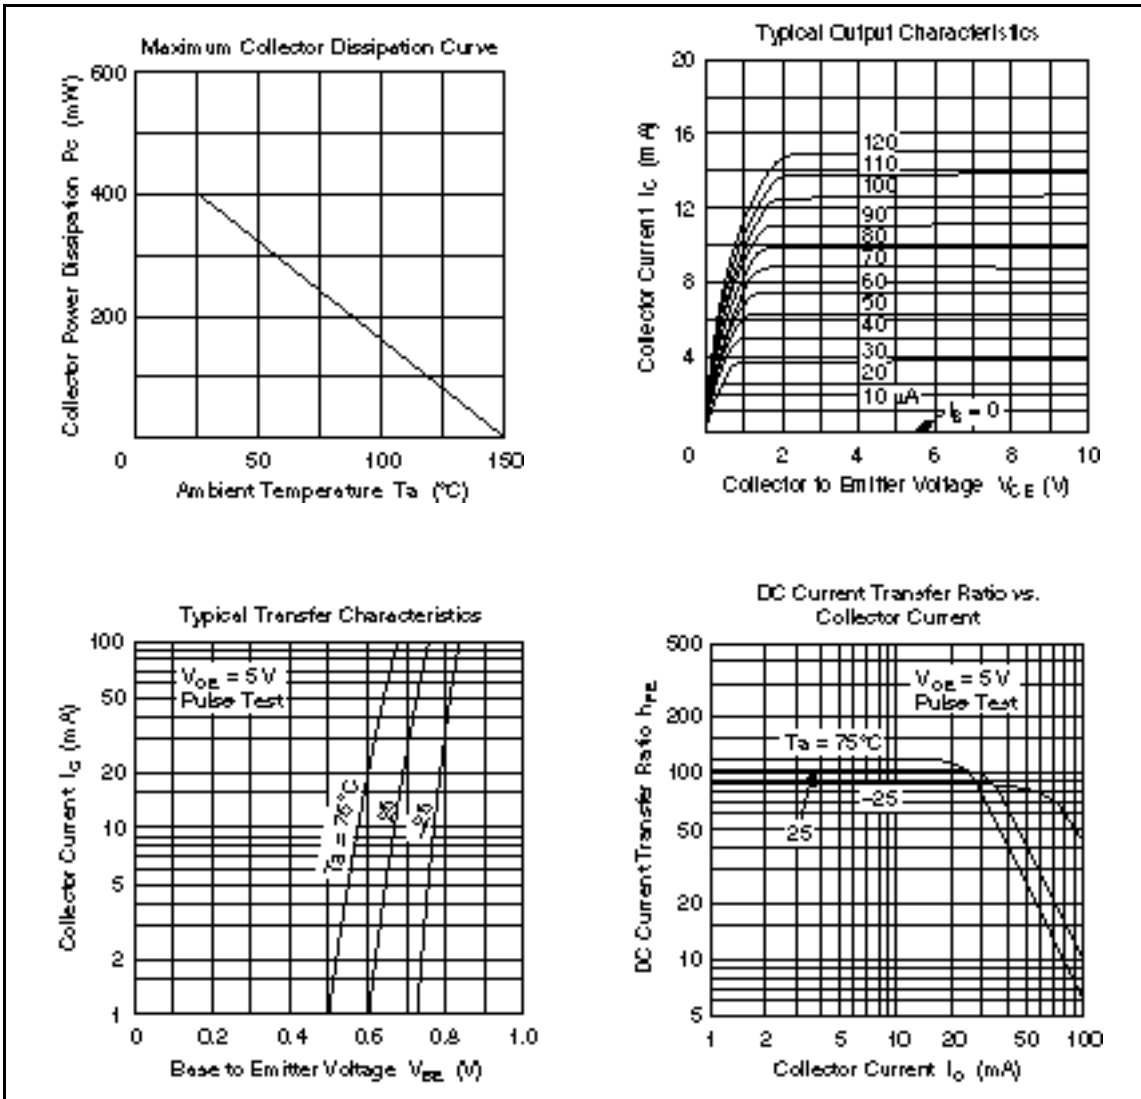 Maximum Collector Dissipation Curve
600
400
200
0
50
100
150
Collector Power Dissipation Pc (mW)
Ambient Temperature Ta (°C)
Typical Output Characteristics
20
16
12
8
4
0
2
4
6
8
10
120
110
100
90
80
70
60
50
40
30
20
10 µA
IB = 0
Collector Current IC (mA)
Collector to Emitter Voltage VCE (V)
Typical Transfer Characteristics
100
50
20
10
5
2
1
0
0.2
0.4
0.6
0.8
1.0
VCE = 5 V
Pulse Test
Ta = 75°C
25
–25
Collector Current IC (mA)
Base to Emitter Voltage VBE (V)
DC Current Transfer Ratio vs.
Collector Current
500
200
100
50
20
10
5
1
2
5
10
20
50
100
VCE = 5 V
Pulse Test
Ta = 75°C
–25
25
DC Current Transfer Ratio hFE
Collector Current IC (mA)